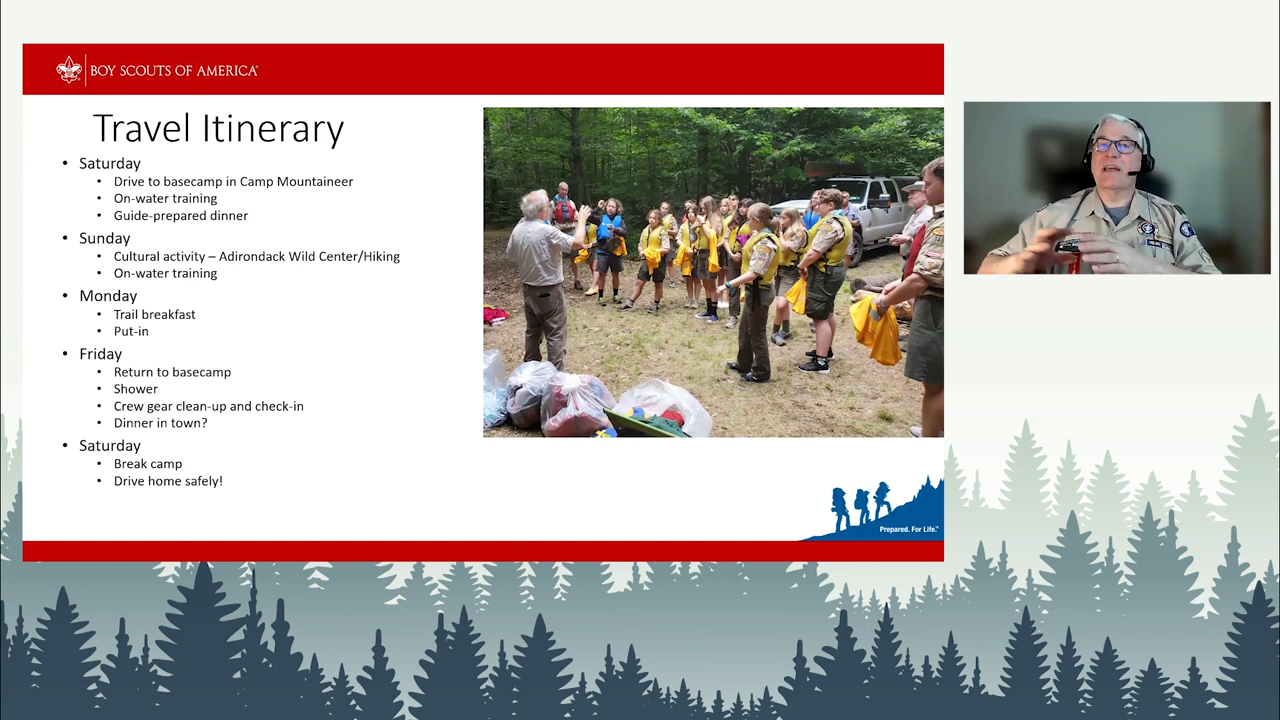 BOY SCOUTS OF AMERICA®
Travel Itinerary
• Saturday
• Drive to basecamp in Camp Mountaineer
• On-water training
• Guide-prepared dinner
• Sunday
• Cultural activity – Adirondack Wild Center/Hiking
• On-water training
• Monday
• Trail breakfast
• Put-in
• Friday
• Return to basecamp
• Shower
• Crew gear clean-up and check-in
• Dinner in town?
• Saturday
• Break camp
• Drive home safely!
Prepared. For Life.™